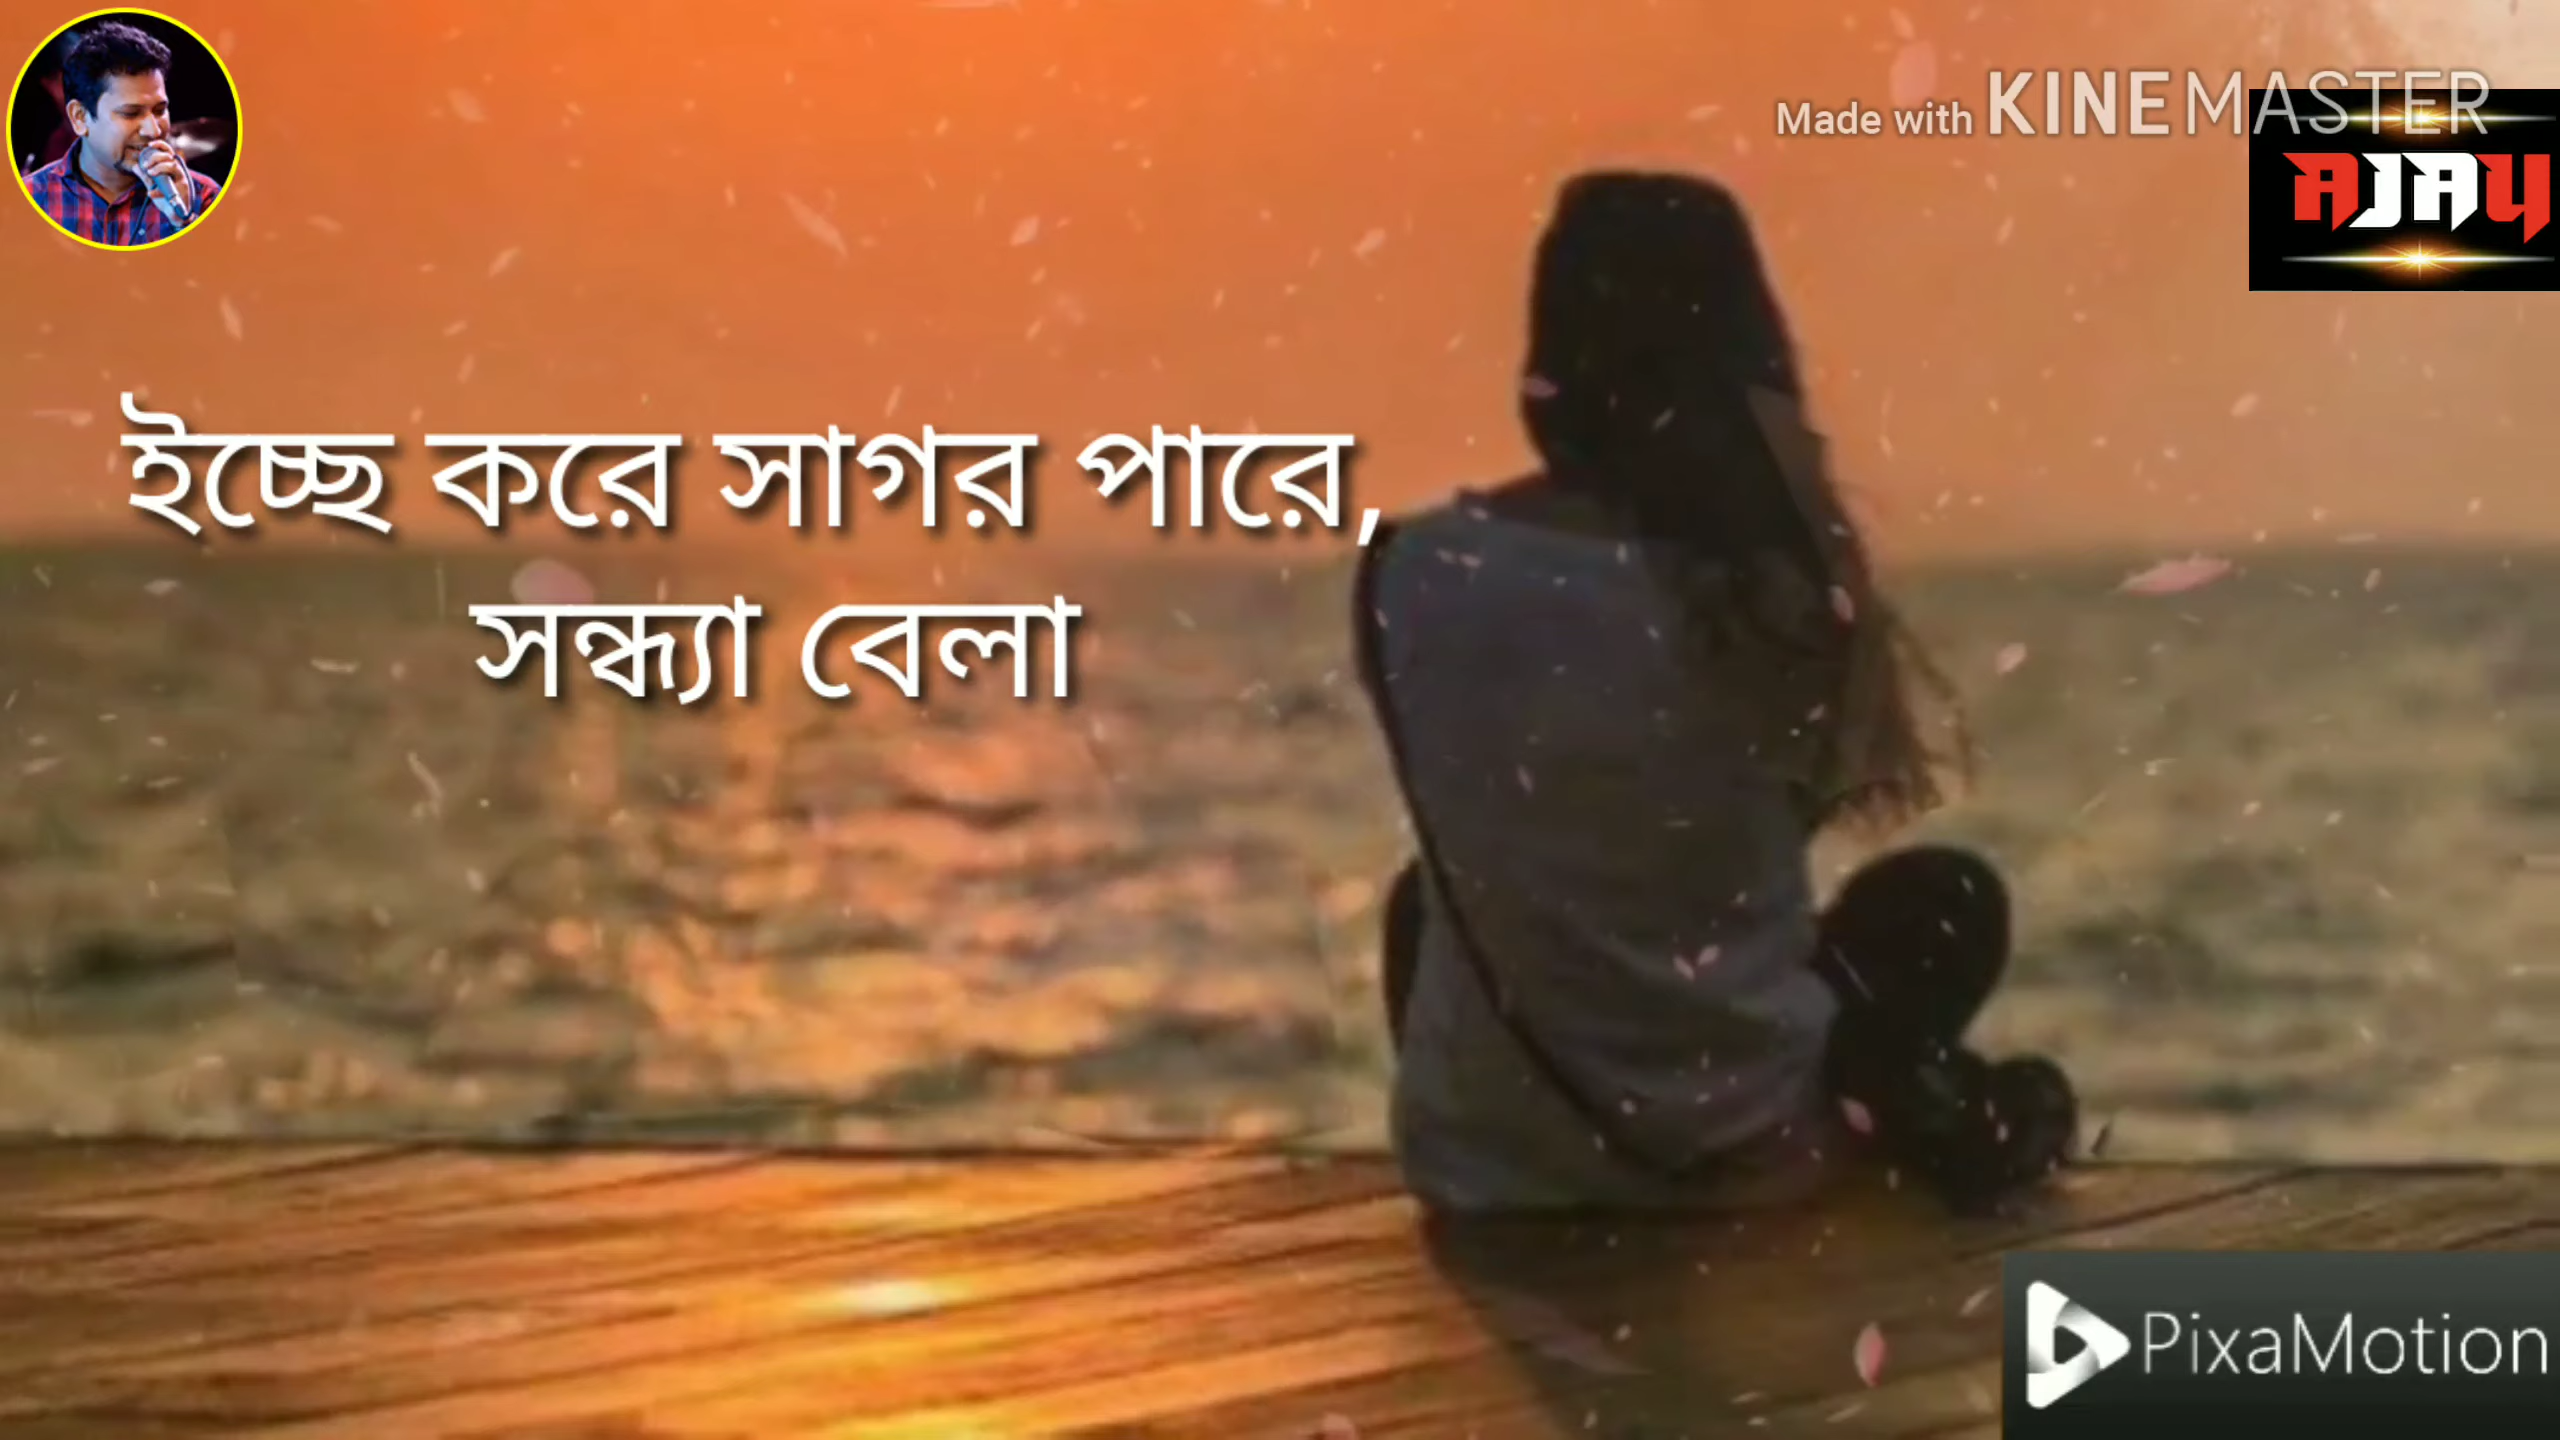 Made with KINEMASTER
AJAY
ইচ্ছে করে সাগর পারে,
সন্ধ্যা বেলা
PixaMotion